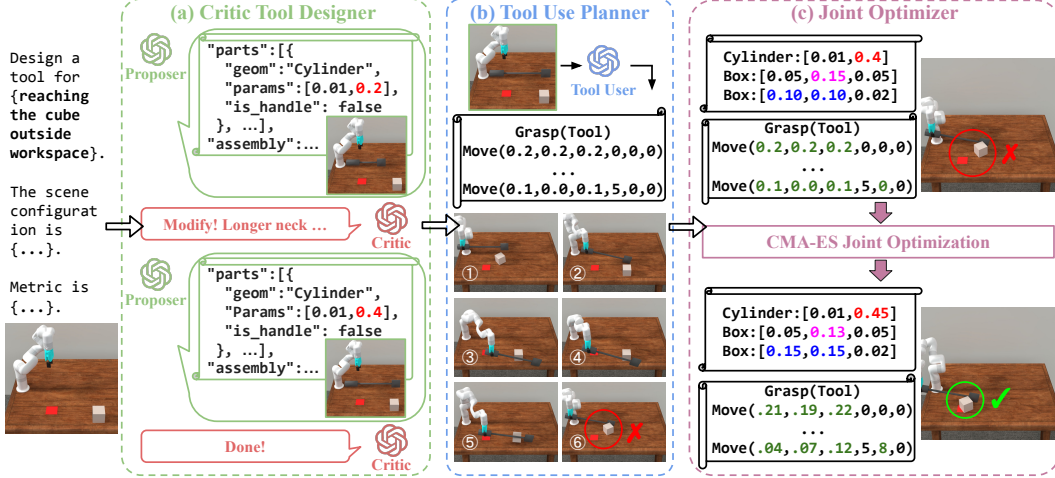 Design a
tool for
{reaching
the cube
outside
workspace}.
The scene
configurat
ion is
{...}.
Metric is
{...}.
(a) Critic Tool Designer
Proposer
"parts":[{
"geom":"Cylinder",
"params":[0.01,0.2],
"is_handle": false
}, ...],
"assembly":...
Modify! Longer neck ...
Critic
Proposer
"parts":[{
"geom":"Cylinder",
"Params":[0.01,0.4],
"is_handle": false
}, ...],
"assembly":...
Done!
Critic
(b) Tool Use Planner
Tool User
Grasp(Tool)
Move(0.2,0.2,0.2,0,0,0)
...
Move(0.1,0.0,0.1,5,0,0)
①
②
③
④
⑤
⑥
(c) Joint Optimizer
Cylinder:[0.01,0.4]
Box:[0.05,0.15,0.05]
Box:[0.10,0.10,0.02]
Grasp(Tool)
Move(0.2,0.2,0.2,0,0,0)
...
Move(0.1,0.0,0.1,5,0,0)
CMA-ES Joint Optimization
Cylinder:[0.01,0.45]
Box:[0.05,0.13,0.05]
Box:[0.15,0.15,0.02]
Grasp(Tool)
Move(.21,.19,.22,0,0,0)
...
Move(.04,.07,.12,5,8,0)